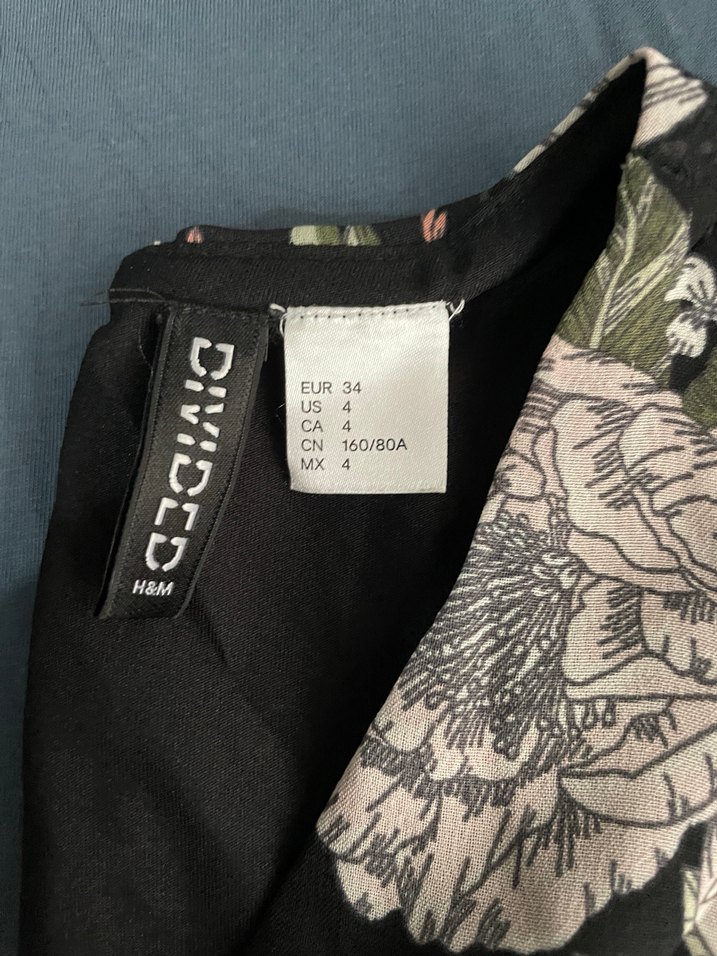 DIVIDED
H&M
EUR 34
US 4
CA 4
CN 160/80A
MX 4